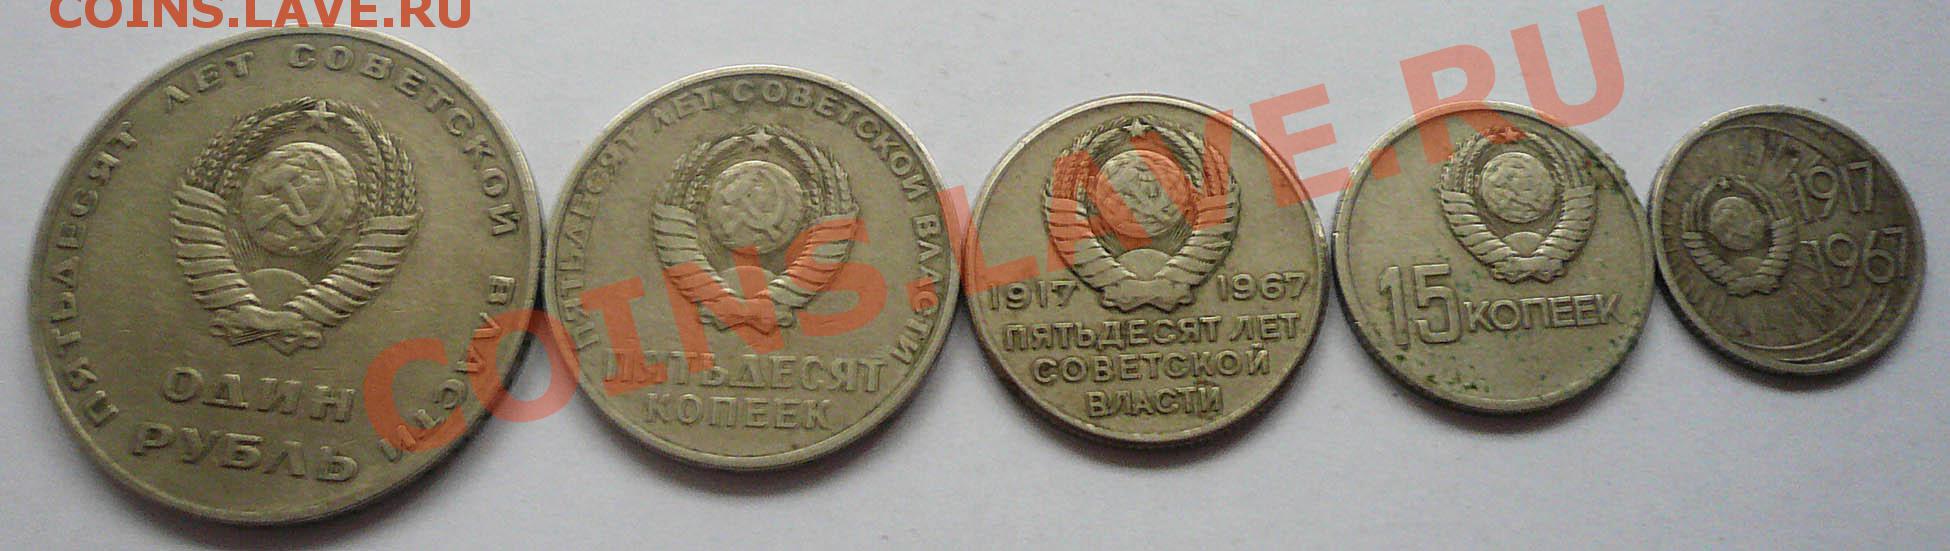 COINS.LAVE.RU
ПЯТЬДЕСЯТ ЛЕТ СОВЕТСКОЙ ВЛАСТИ
ОДИН
РУБЛЬ
ПЯТЬДЕСЯТ ЛЕТ СОВЕТСКОЙ ВЛАСТИ
ПЯТЬДЕСЯТ
КОПЕЕК
1917 1967
ПЯТЬДЕСЯТ ЛЕТ
СОВЕТСКОЙ
ВЛАСТИ
15 КОПЕЕК
1917
1967
COINS.LAVE.RU